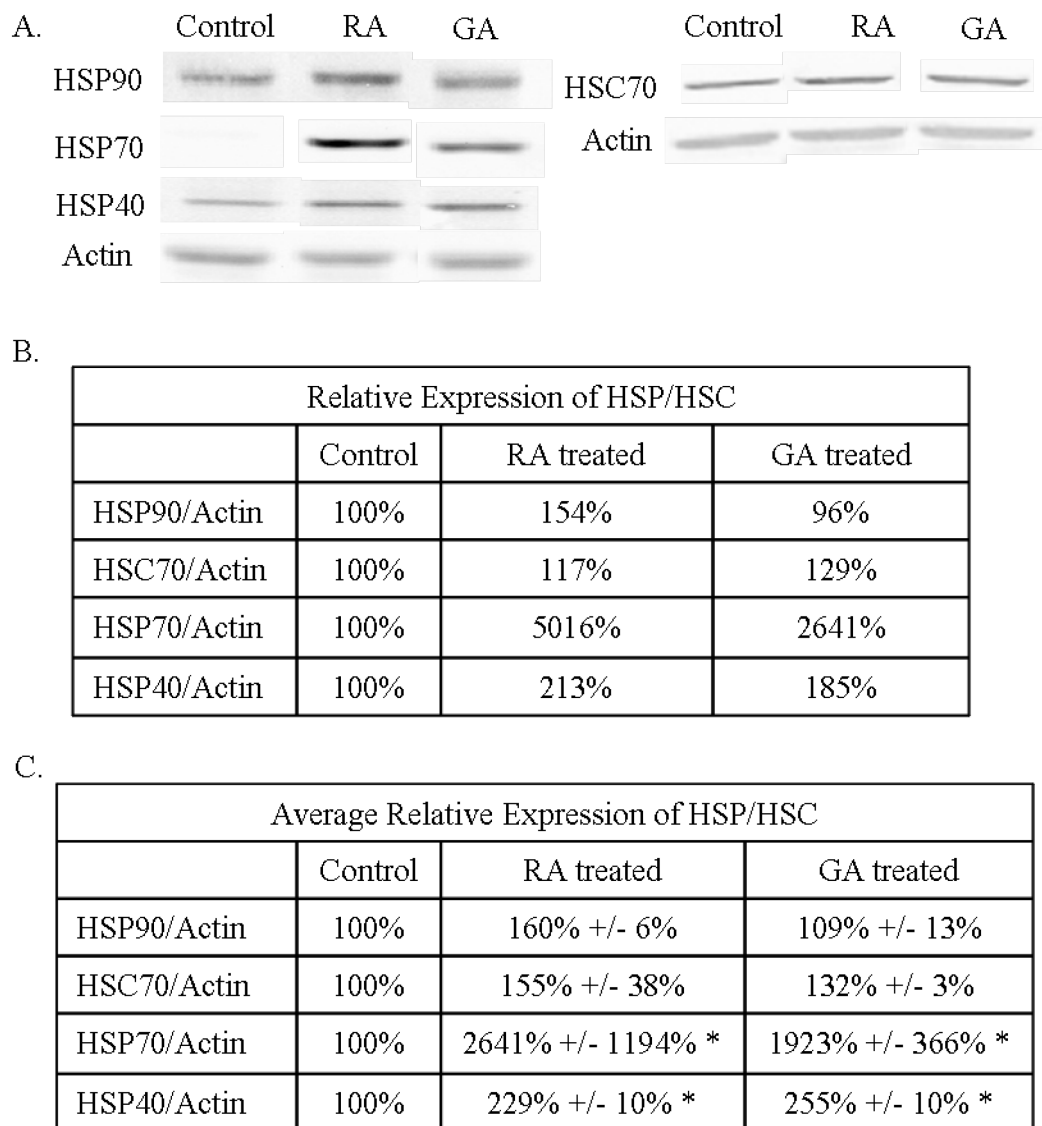 A.
Control RA GA
HSP90
HSP70
HSP40
Actin
Control RA GA
HSC70
Actin
B.
Relative Expression of HSP/HSC
Control RA treated GA treated
HSP90/Actin 100% 154% 96%
HSC70/Actin 100% 117% 129%
HSP70/Actin 100% 5016% 2641%
HSP40/Actin 100% 213% 185%
C.
Average Relative Expression of HSP/HSC
Control RA treated GA treated
HSP90/Actin 100% 160% +/- 6% 109% +/- 13%
HSC70/Actin 100% 155% +/- 38% 132% +/- 3%
HSP70/Actin 100% 2641% +/- 1194% * 1923% +/- 366% *
HSP40/Actin 100% 229% +/- 10% * 255% +/- 10% *